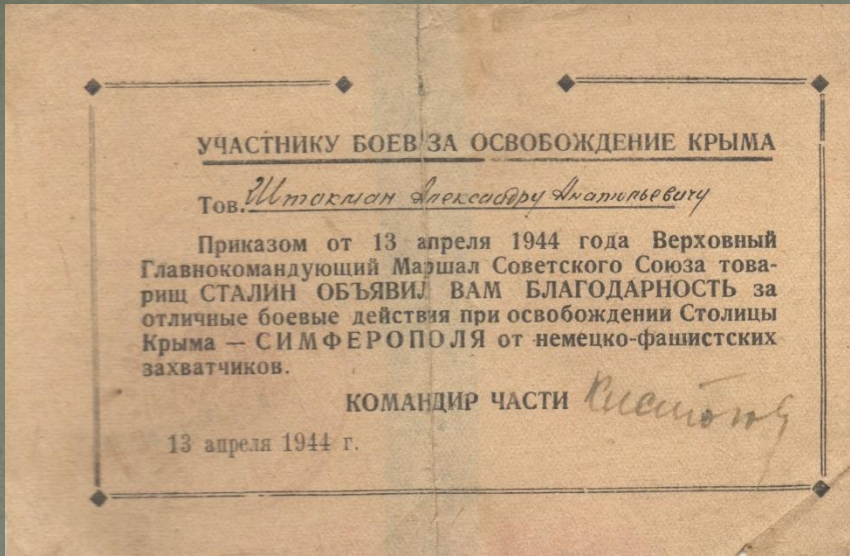 УЧАСТНИКУ БОЕВ ЗА ОСВОБОЖДЕНИЕ КРЫМА
Тов. Штакман Александру Анатольевичу
Приказом от 13 апреля 1944 года Верховный
Главнокомандующий Маршал Советского Союза това-
рищ СТАЛИН ОБЪЯВИЛ ВАМ БЛАГОДАРНОСТЬ за
отличные боевые действия при освобождении Столицы
Крыма — СИМФЕРОПОЛЯ от немецко-фашистских
захватчиков.
КОМАНДИР ЧАСТИ
13 апреля 1944 г.